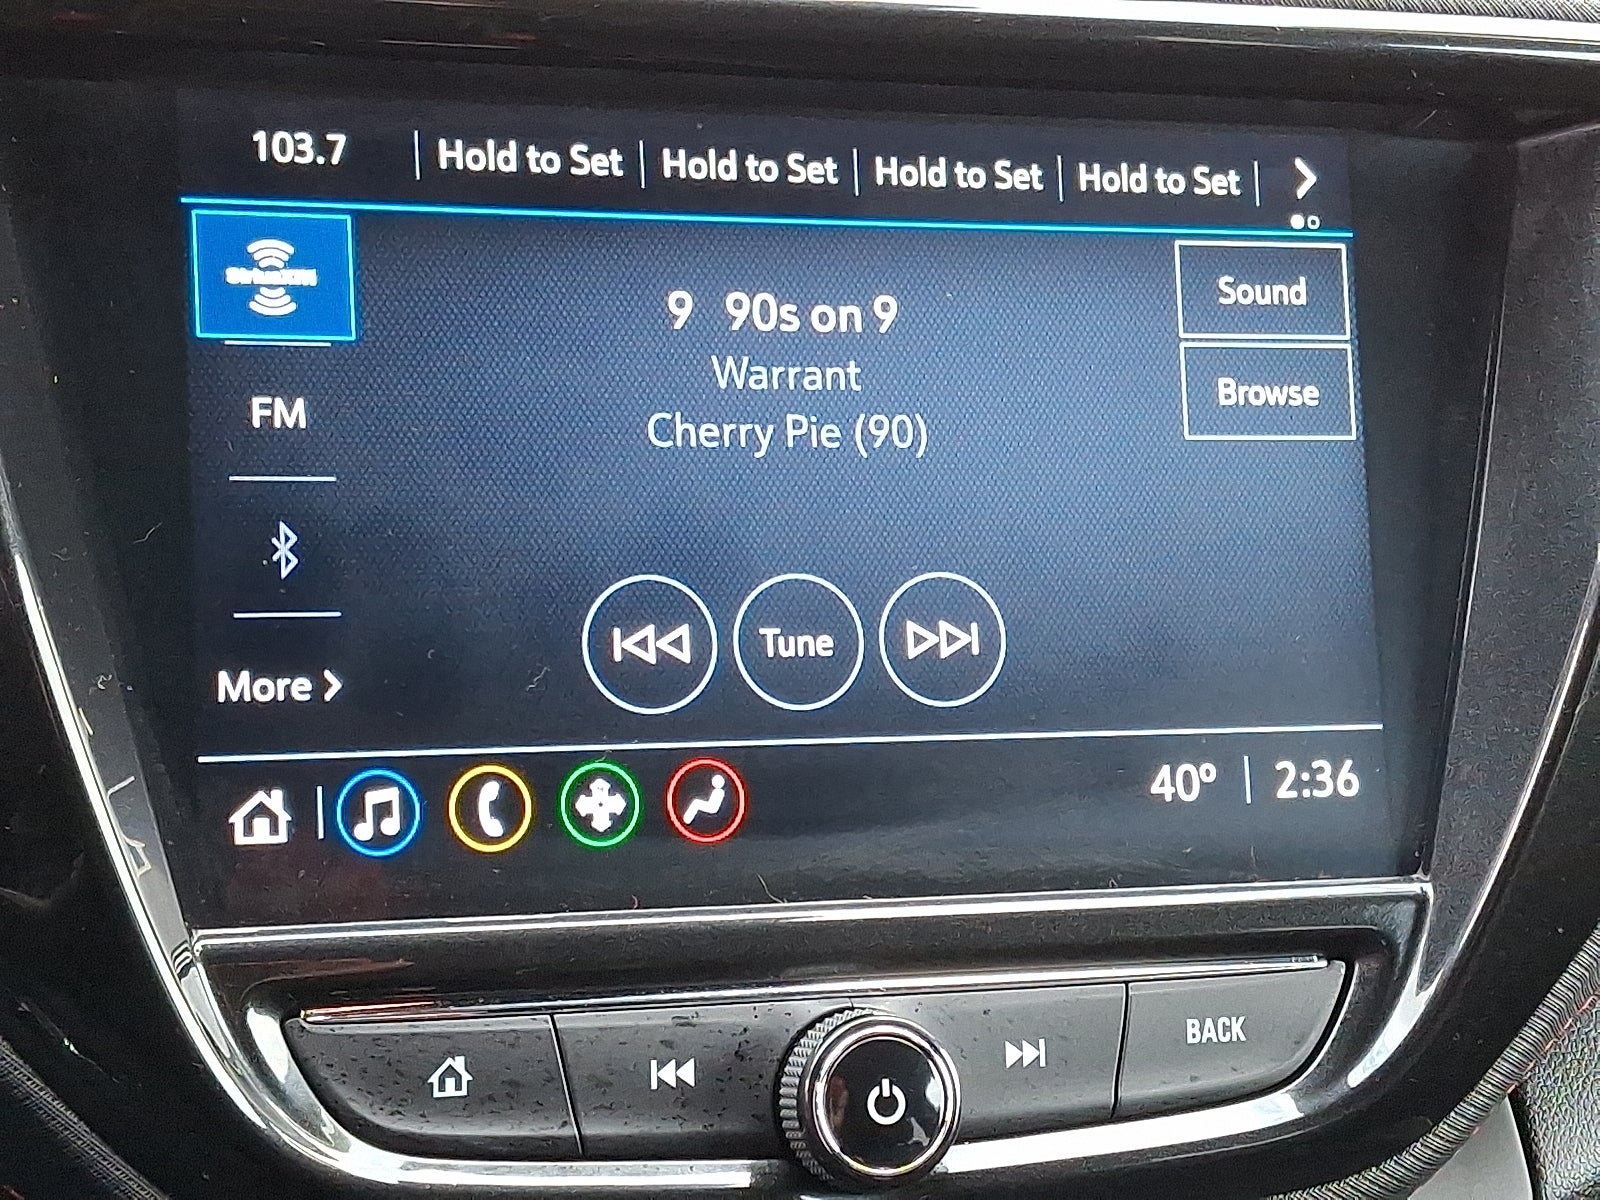 103.7 | Hold to Set | Hold to Set | Hold to Set | Hold to Set |
SiriusXM
Sound
9 90s on 9
Warrant
Browse
Cherry Pie (90)
FM
Tune
More
40° | 2:36
BACK